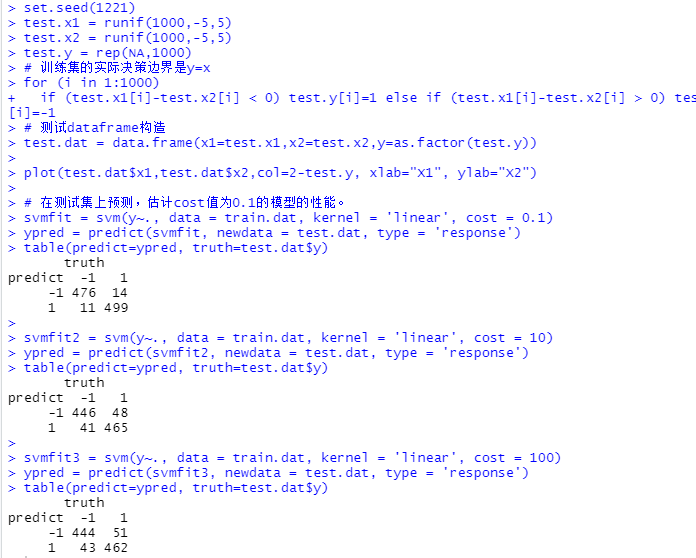 > set.seed(1221)
> test.x1 = runif(1000,-5,5)
> test.x2 = runif(1000,-5,5)
> test.y = rep(NA,1000)
> # 训练集的实际决策边界是y=x
> for (i in 1:1000)
+   if (test.x1[i]-test.x2[i] < 0) test.y[i]=1 else if (test.x1[i]-test.x2[i] > 0) tes
[i]=-1
> # 测试dataframe构造
> test.dat = data.frame(x1=test.x1,x2=test.x2,y=as.factor(test.y))
>
> plot(test.dat$x1,test.dat$x2,col=2-test.y, xlab="X1", ylab="X2")
>
> # 在测试集上预测，估计cost值为0.1的模型的性能。
> svmfit = svm(y~., data = train.dat, kernel = 'linear', cost = 0.1)
> ypred = predict(svmfit, newdata = test.dat, type = 'response')
> table(predict=ypred, truth=test.dat$y)
       truth
predict  -1   1
     -1 476  14
     1   11 499
>
> svmfit2 = svm(y~., data = train.dat, kernel = 'linear', cost = 10)
> ypred = predict(svmfit2, newdata = test.dat, type = 'response')
> table(predict=ypred, truth=test.dat$y)
       truth
predict  -1   1
     -1 446  48
     1   41 465
>
> svmfit3 = svm(y~., data = train.dat, kernel = 'linear', cost = 100)
> ypred = predict(svmfit3, newdata = test.dat, type = 'response')
> table(predict=ypred, truth=test.dat$y)
       truth
predict  -1   1
     -1 444  51
     1   43 462